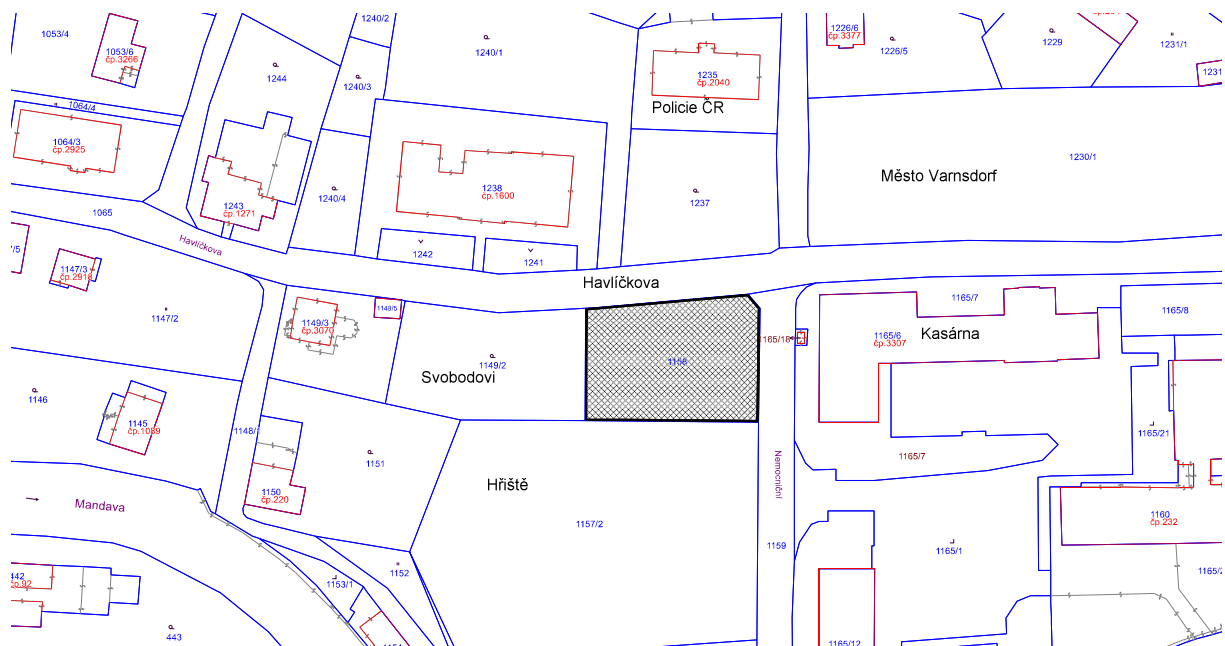 1053/4
1053/6
čp.3266
1244
1240/2
1240/3
1240/1
1235
čp.2040
Policie ČR
1226/6
čp.3377
1226/5
1229
1231/1
1231
1064/4
1064/3
čp.2925
1065
Havlíčkova
1243
čp.1271
1240/4
1238
čp.1600
1242
1241
1237
1230/1
Město Varnsdorf
Havlíčkova
1147/3
1147/2
1149/3
čp.3070
1149/5
1149/2
Svobodovi
1158
1165/18
1165/6
čp.3307
1165/7
Kasárna
1165/8
1146
1145
čp.1089
1151
1150
čp.220
Hřiště
1157/2
Nemocniční
1159
1165/7
1165/21
1165/1
1160
čp.232
1165/12
Mandava
1152
1153/1
443